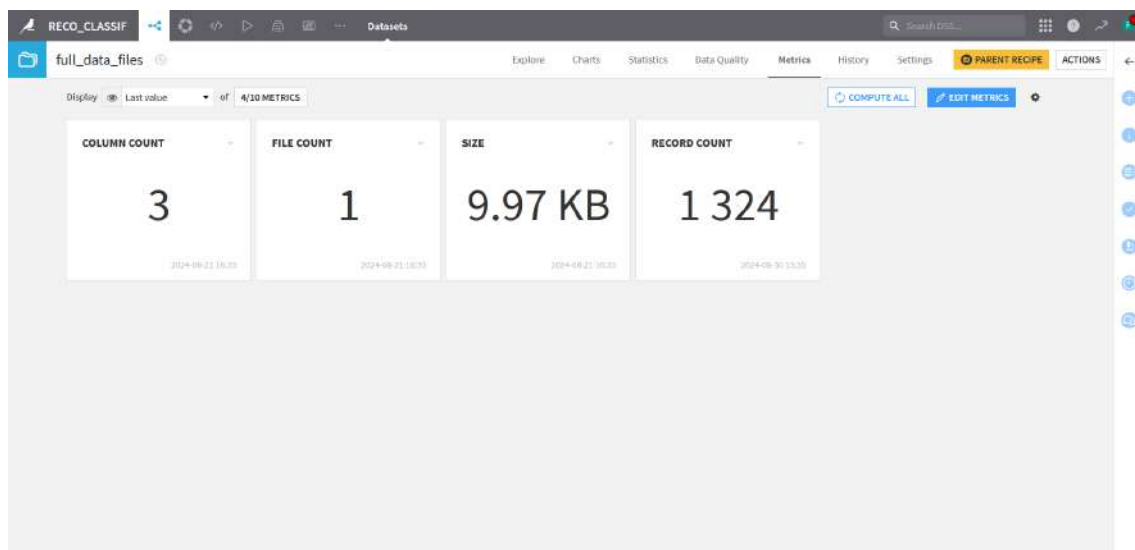 RECO_CLASSIF
Datasets
Search DSS...
full_data_files
Explore Charts Statistics Data Quality Metrics History Settings PARENT RECIPE ACTIONS
Display Last value of 4/10 METRICS
COMPUTE ALL EDIT METRICS
COLUMN COUNT FILE COUNT SIZE RECORD COUNT
3 1 9.97 KB 1 324